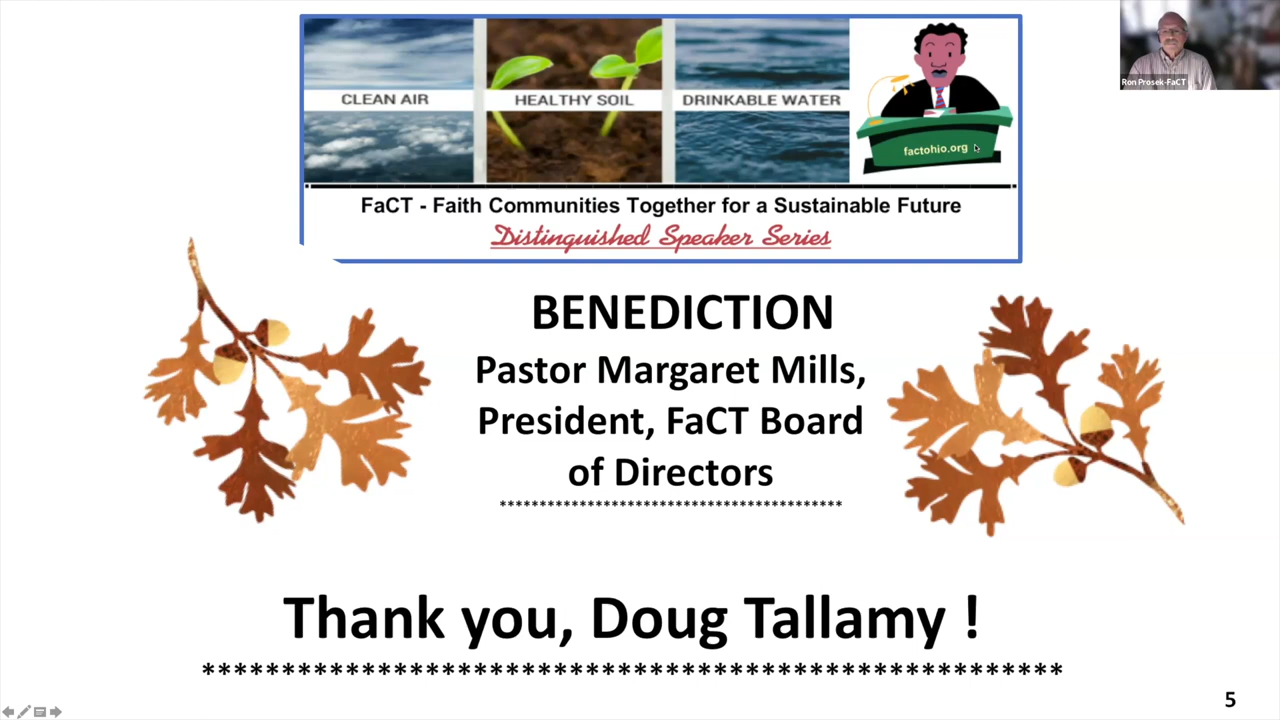 CLEAN AIR
HEALTHY SOIL
DRINKABLE WATER
factohio.org
Ron Prosek-FaCT
FaCT - Faith Communities Together for a Sustainable Future
Distinguished Speaker Series
BENEDICTION
Pastor Margaret Mills,
President, FaCT Board
of Directors
******************************************
Thank you, Doug Tallamy !
******************************************************
5